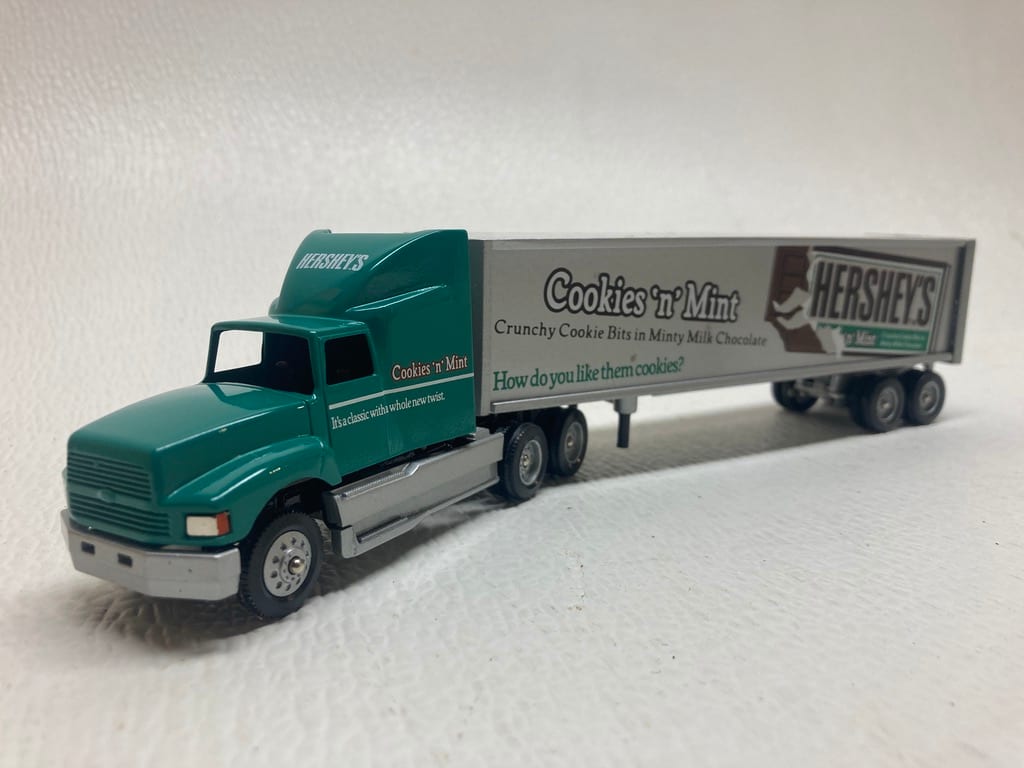 HERSHEY'S
Cookies 'n' Mint
It's a classic with a whole new twist.
Cookies 'n' Mint
Crunchy Cookie Bits in Minty Milk Chocolate
How do you like them cookies?
HERSHEY'S
'n' Mint